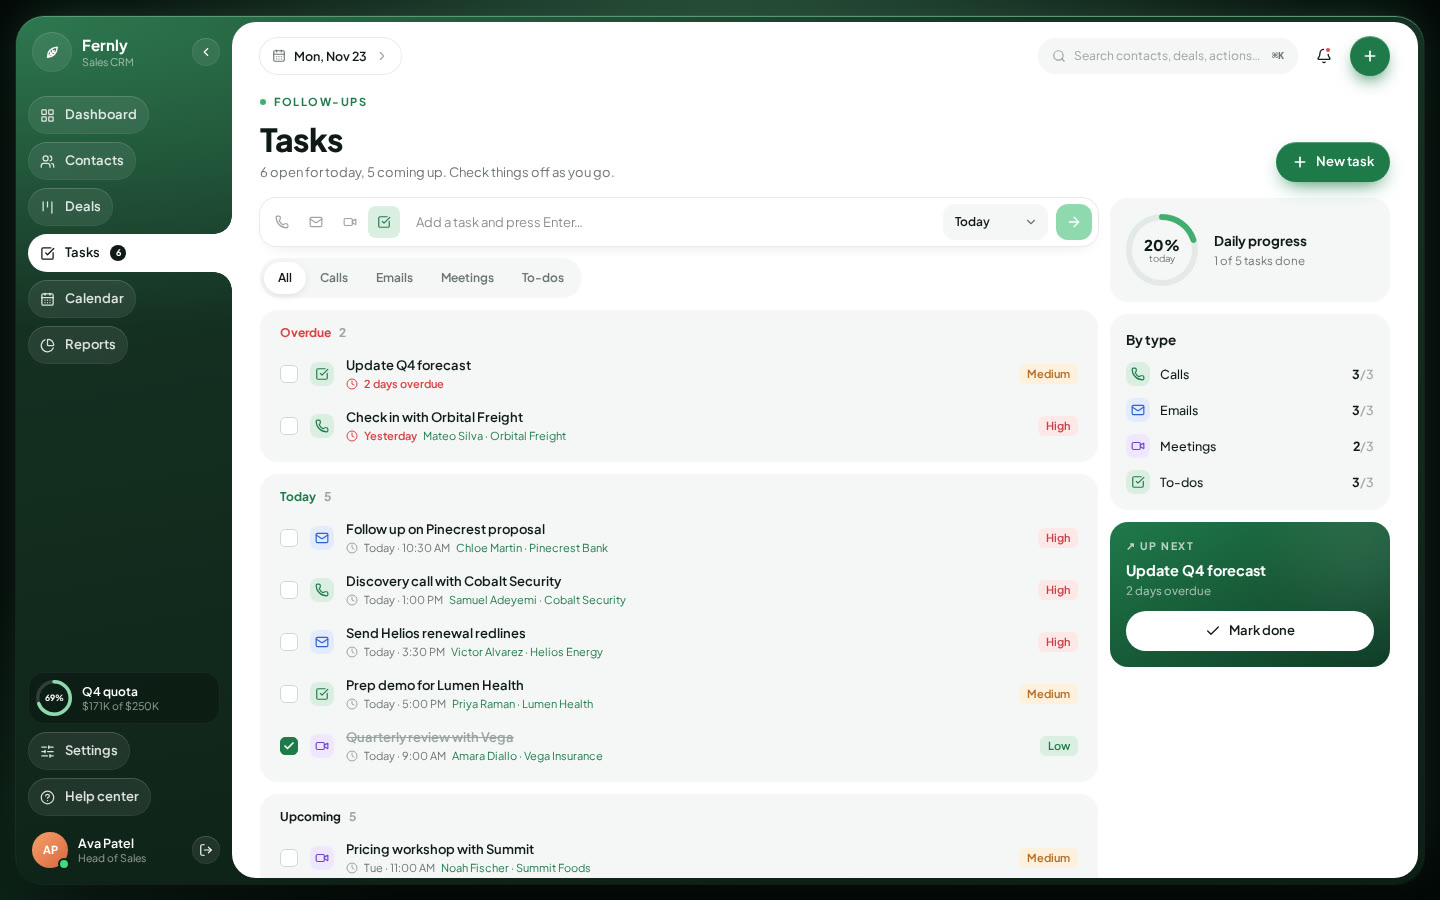 Fernly
Sales CRM
Dashboard
Contacts
Deals
Tasks 6
Calendar
Reports
69%
Q4 quota
$171K of $250K
Settings
Help center
AP
Ava Patel
Head of Sales
Mon, Nov 23
Search contacts, deals, actions... ⌘K
FOLLOW-UPS
Tasks
6 open for today, 5 coming up. Check things off as you go.
New task
Add a task and press Enter...
Today
All Calls Emails Meetings To-dos
Overdue 2
Update Q4 forecast
2 days overdue
Medium
Check in with Orbital Freight
Yesterday Mateo Silva · Orbital Freight
High
Today 5
Follow up on Pinecrest proposal
Today · 10:30 AM Chloe Martin · Pinecrest Bank
High
Discovery call with Cobalt Security
Today · 1:00 PM Samuel Adeyemi · Cobalt Security
High
Send Helios renewal redlines
Today · 3:30 PM Victor Alvarez · Helios Energy
High
Prep demo for Lumen Health
Today · 5:00 PM Priya Raman · Lumen Health
Medium
Quarterly review with Vega
Today · 9:00 AM Amara Diallo · Vega Insurance
Low
Upcoming 5
Pricing workshop with Summit
Tue · 11:00 AM Noah Fischer · Summit Foods
Medium
20%
today
Daily progress
1 of 5 tasks done
By type
Calls 3/3
Emails 3/3
Meetings 2/3
To-dos 3/3
↗ UP NEXT
Update Q4 forecast
2 days overdue
Mark done